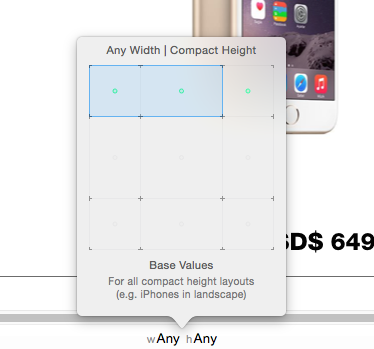 Any Width | Compact Height
SD$ 649
Base Values
For all compact height layouts
(e.g. iPhones in landscape)
wAny hAny